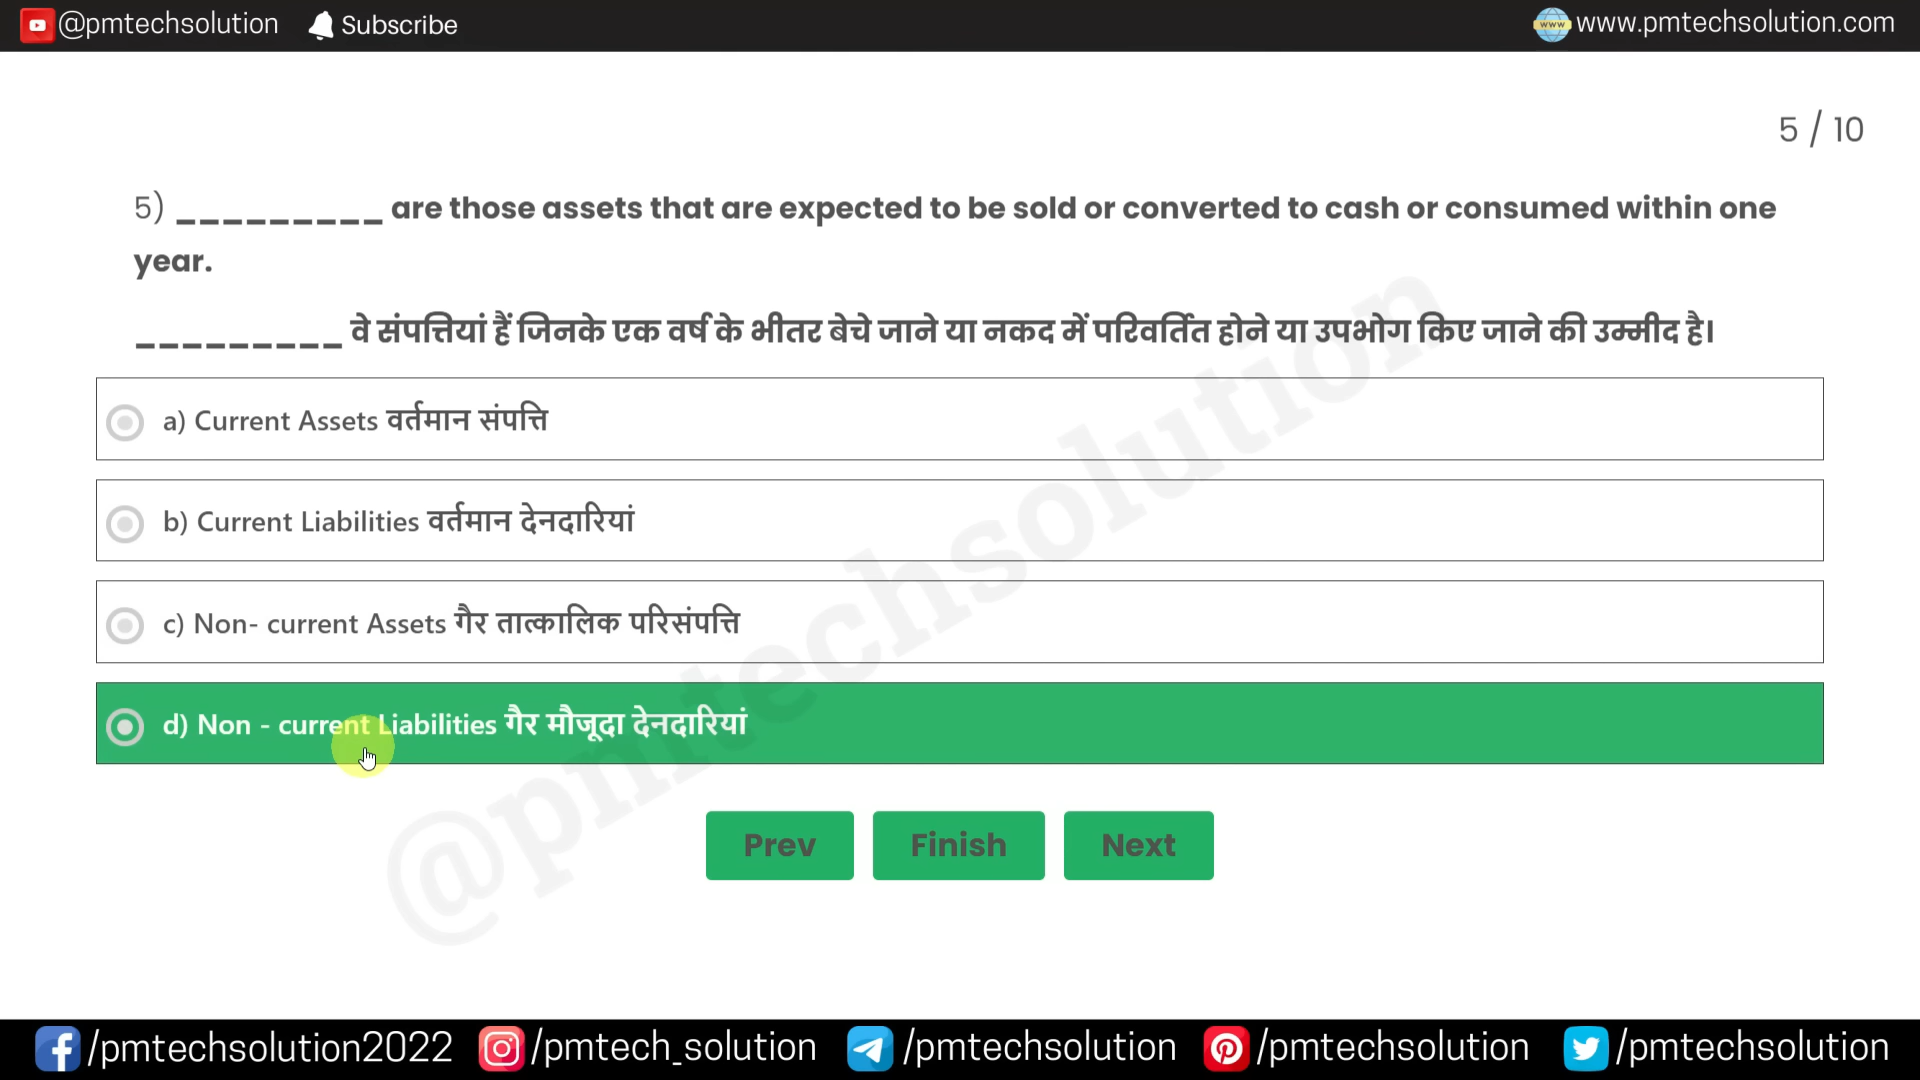 @pmtechsolution Subscribe www.pmtechsolution.com
5 / 10
5) _________ are those assets that are expected to be sold or converted to cash or consumed within one
year.
_________ वे संपत्तियां हैं जिनके एक वर्ष के भीतर बेचे जाने या नकद में परिवर्तित होने या उपभोग किए जाने की उम्मीद है।
a) Current Assets वर्तमान संपत्ति
b) Current Liabilities वर्तमान देनदारियां
c) Non- current Assets गैर तात्कालिक परिसंपत्ति
d) Non - current Liabilities गैर मौजूदा देनदारियां
Prev Finish Next
@pmtechsolution
/pmtechsolution2022 /pmtech_solution /pmtechsolution /pmtechsolution /pmtechsolution